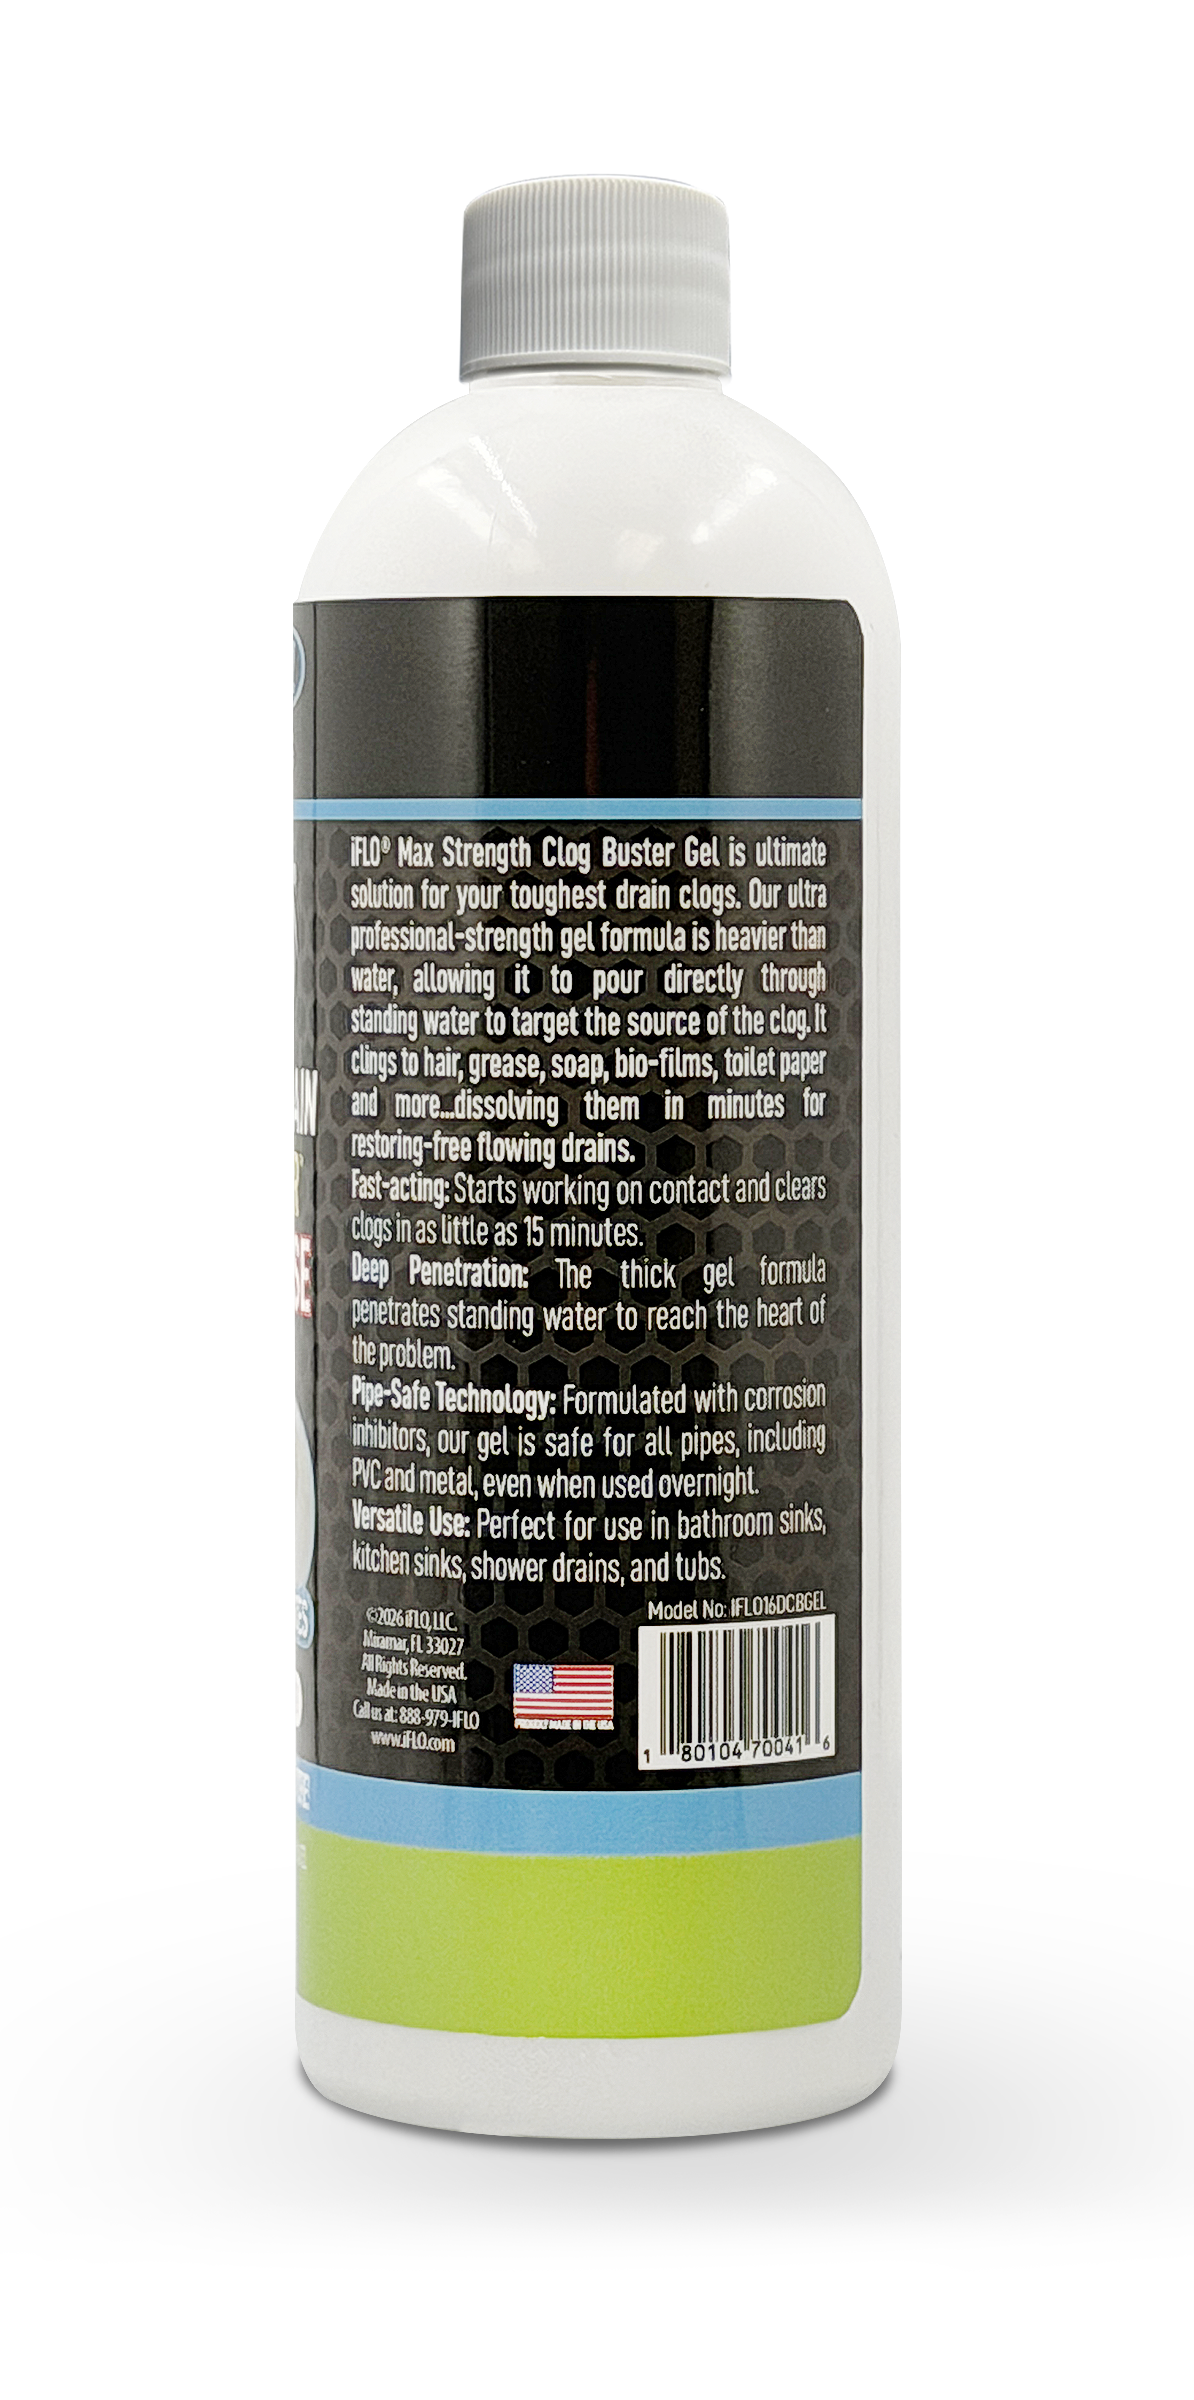 iFLO® Max Strength Clog Buster Gel is ultimate
solution for your toughest drain clogs. Our ultra
professional-strength gel formula is heavier than
water, allowing it to pour directly through
standing water to target the source of the clog. It
clings to hair, grease, soap, bio-films, toilet paper
and more...dissolving them in minutes for
restoring-free flowing drains.
Fast-acting: Starts working on contact and clears
clogs in as little as 15 minutes.
Deep Penetration: The thick gel formula
penetrates standing water to reach the heart of
the problem.
Pipe-Safe Technology: Formulated with corrosion
inhibitors, our gel is safe for all pipes, including
PVC and metal, even when used overnight.
Versatile Use: Perfect for use in bathroom sinks,
kitchen sinks, shower drains, and tubs.
©2026 iFLO, LLC.
Miramar, FL 33027
All Rights Reserved.
Made in the USA
Call us at: 888-979-IFLO
www.iFLO.com
PROUDLY MADE IN THE USA
Model No: IFLO16DCBGEL
1 80104 70041 6